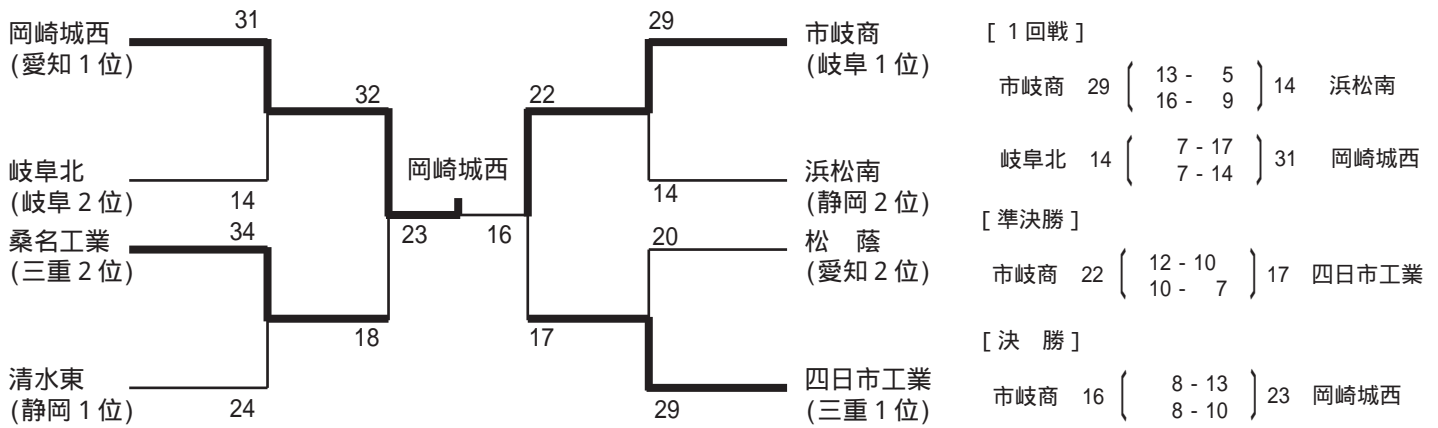 31
岡崎城西
(愛知１位)
32
岐阜北
(岐阜２位)
14
桑名工業
(三重２位)
34
18
清水東
(静岡１位)
24
岡崎城西
23 16
29
市岐商
(岐阜１位)
22
浜松南
(静岡２位)
14
20
松　蔭
(愛知２位)
17
四日市工業
(三重１位)
29
[ １回戦 ]
市岐商 29 ( 13 - 5
16 - 9 ) 14 浜松南
岐阜北 14 ( 7 - 17
7 - 14 ) 31 岡崎城西
[ 準決勝 ]
市岐商 22 ( 12 - 10
10 - 7 ) 17 四日市工業
[ 決　勝 ]
市岐商 16 ( 8 - 13
8 - 10 ) 23 岡崎城西